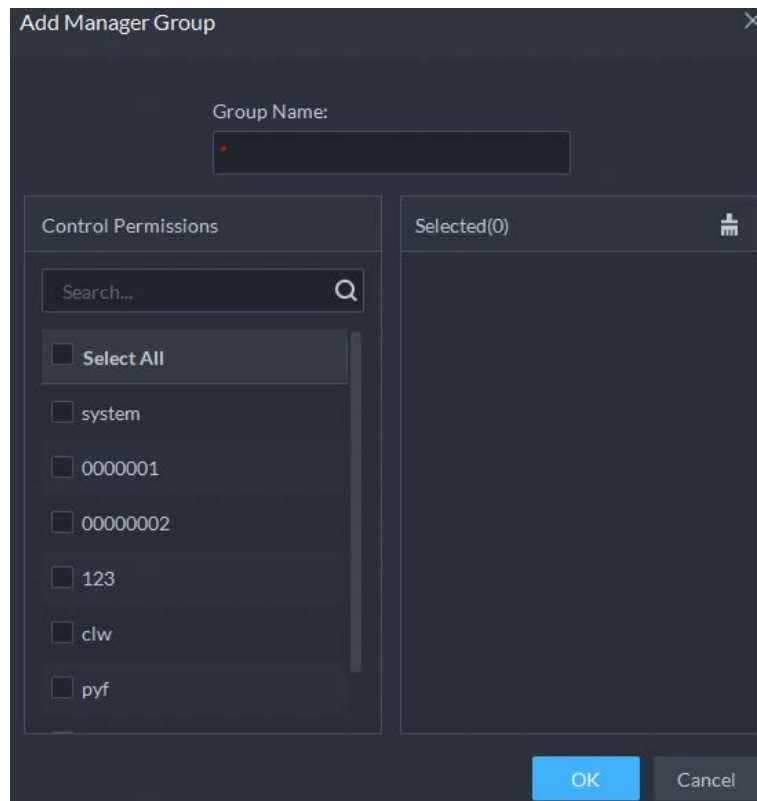 Add Manager Group
Group Name:
*
Control Permissions
Selected(0)
Search...
Select All
system
0000001
00000002
123
clw
pyf
OK
Cancel